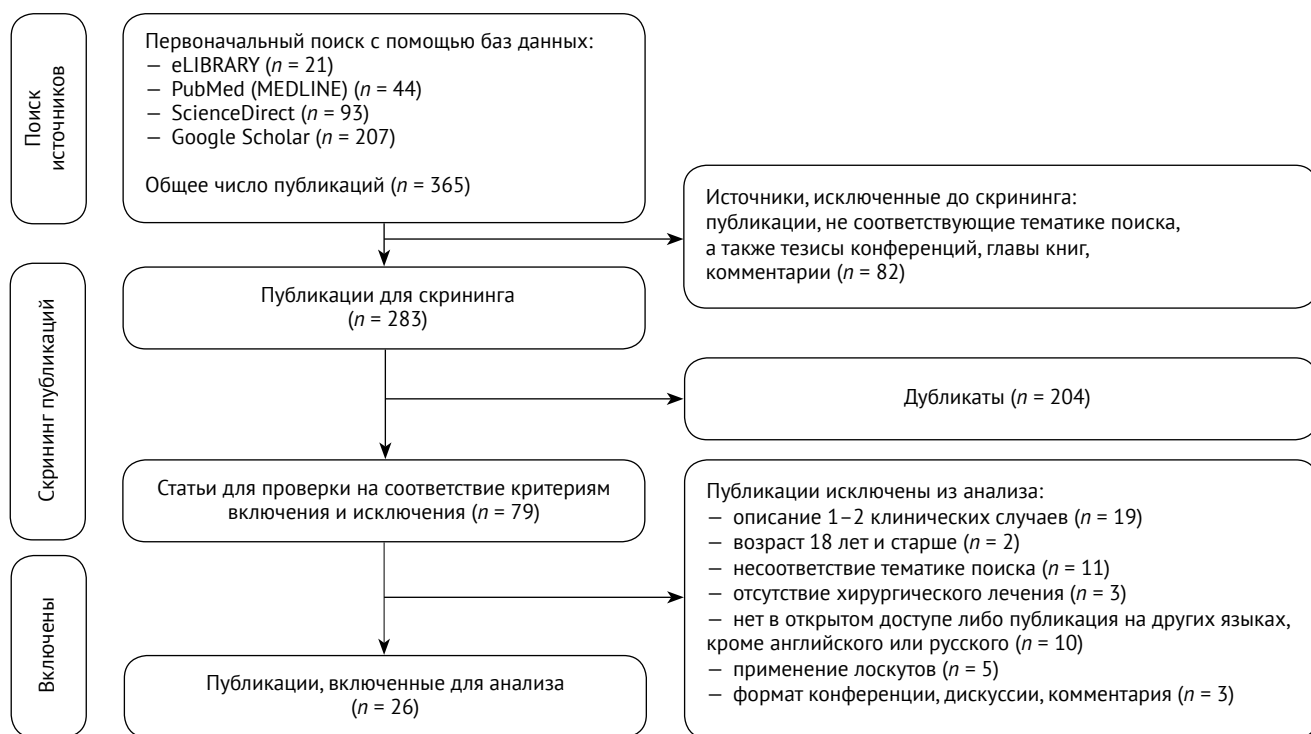 Поиск
источников
Первоначальный поиск с помощью баз данных:
— eLIBRARY (n = 21)
— PubMed (MEDLINE) (n = 44)
— ScienceDirect (n = 93)
— Google Scholar (n = 207)
Общее число публикаций (n = 365)
Источники, исключенные до скрининга:
публикации, не соответствующие тематике поиска,
а также тезисы конференций, главы книг,
комментарии (n = 82)
Скрининг публикаций
Публикации для скрининга
(n = 283)
Дубликаты (n = 204)
Статьи для проверки на соответствие критериям
включения и исключения (n = 79)
Публикации исключены из анализа:
— описание 1–2 клинических случаев (n = 19)
— возраст 18 лет и старше (n = 2)
— несоответствие тематике поиска (n = 11)
— отсутствие хирургического лечения (n = 3)
— нет в открытом доступе либо публикация на других языках,
кроме английского или русского (n = 10)
— применение лоскутов (n = 5)
— формат конференции, дискуссии, комментария (n = 3)
Включены
Публикации, включенные для анализа
(n = 26)